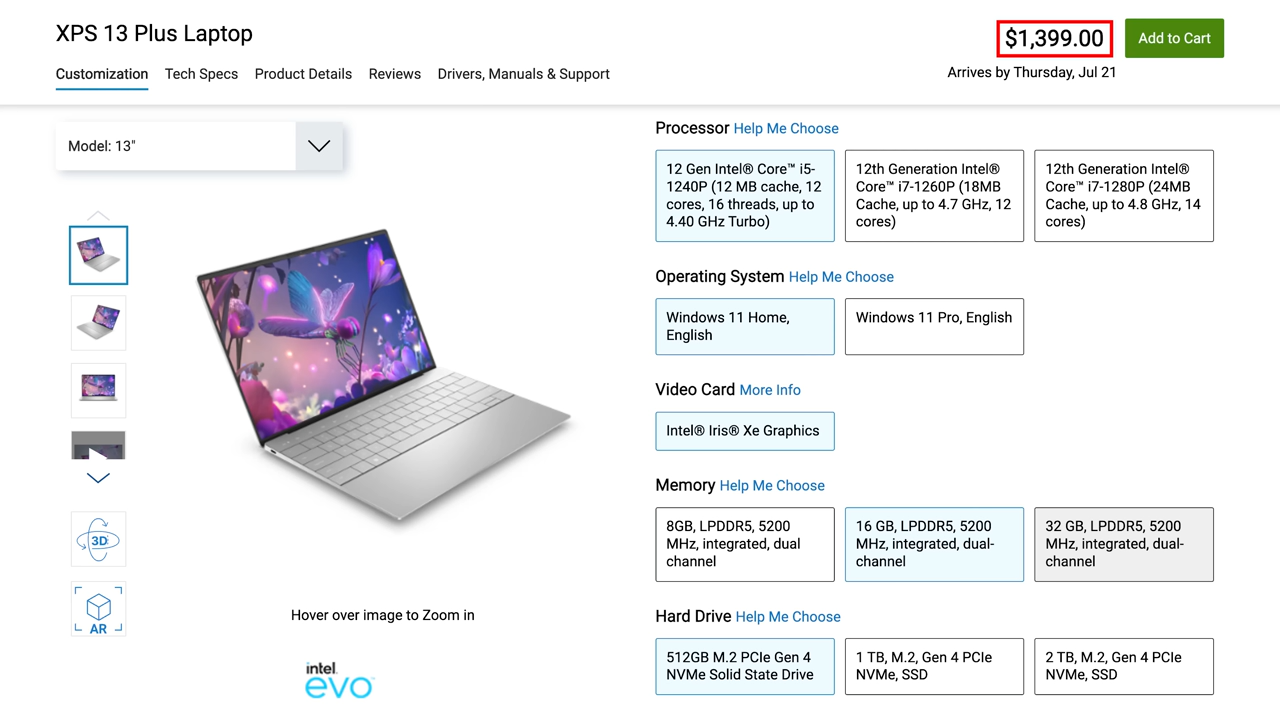 XPS 13 Plus Laptop
$1,399.00
Add to Cart
Arrives by Thursday, Jul 21
Customization
Tech Specs
Product Details
Reviews
Drivers, Manuals & Support
Model: 13"
3D
AR
Hover over image to Zoom in
intel.
evo
Processor Help Me Choose
12 Gen Intel® Core™ i5-
1240P (12 MB cache, 12
cores, 16 threads, up to
4.40 GHz Turbo)
12th Generation Intel®
Core™ i7-1260P (18MB
Cache, up to 4.7 GHz, 12
cores)
12th Generation Intel®
Core™ i7-1280P (24MB
Cache, up to 4.8 GHz, 14
cores)
Operating System Help Me Choose
Windows 11 Home,
English
Windows 11 Pro, English
Video Card More Info
Intel® Iris® Xe Graphics
Memory Help Me Choose
8GB, LPDDR5, 5200
MHz, integrated, dual
channel
16 GB, LPDDR5, 5200
MHz, integrated, dual-
channel
32 GB, LPDDR5, 5200
MHz, integrated, dual-
channel
Hard Drive Help Me Choose
512GB M.2 PCIe Gen 4
NVMe Solid State Drive
1 TB, M.2, Gen 4 PCIe
NVMe, SSD
2 TB, M.2, Gen 4 PCIe
NVMe, SSD